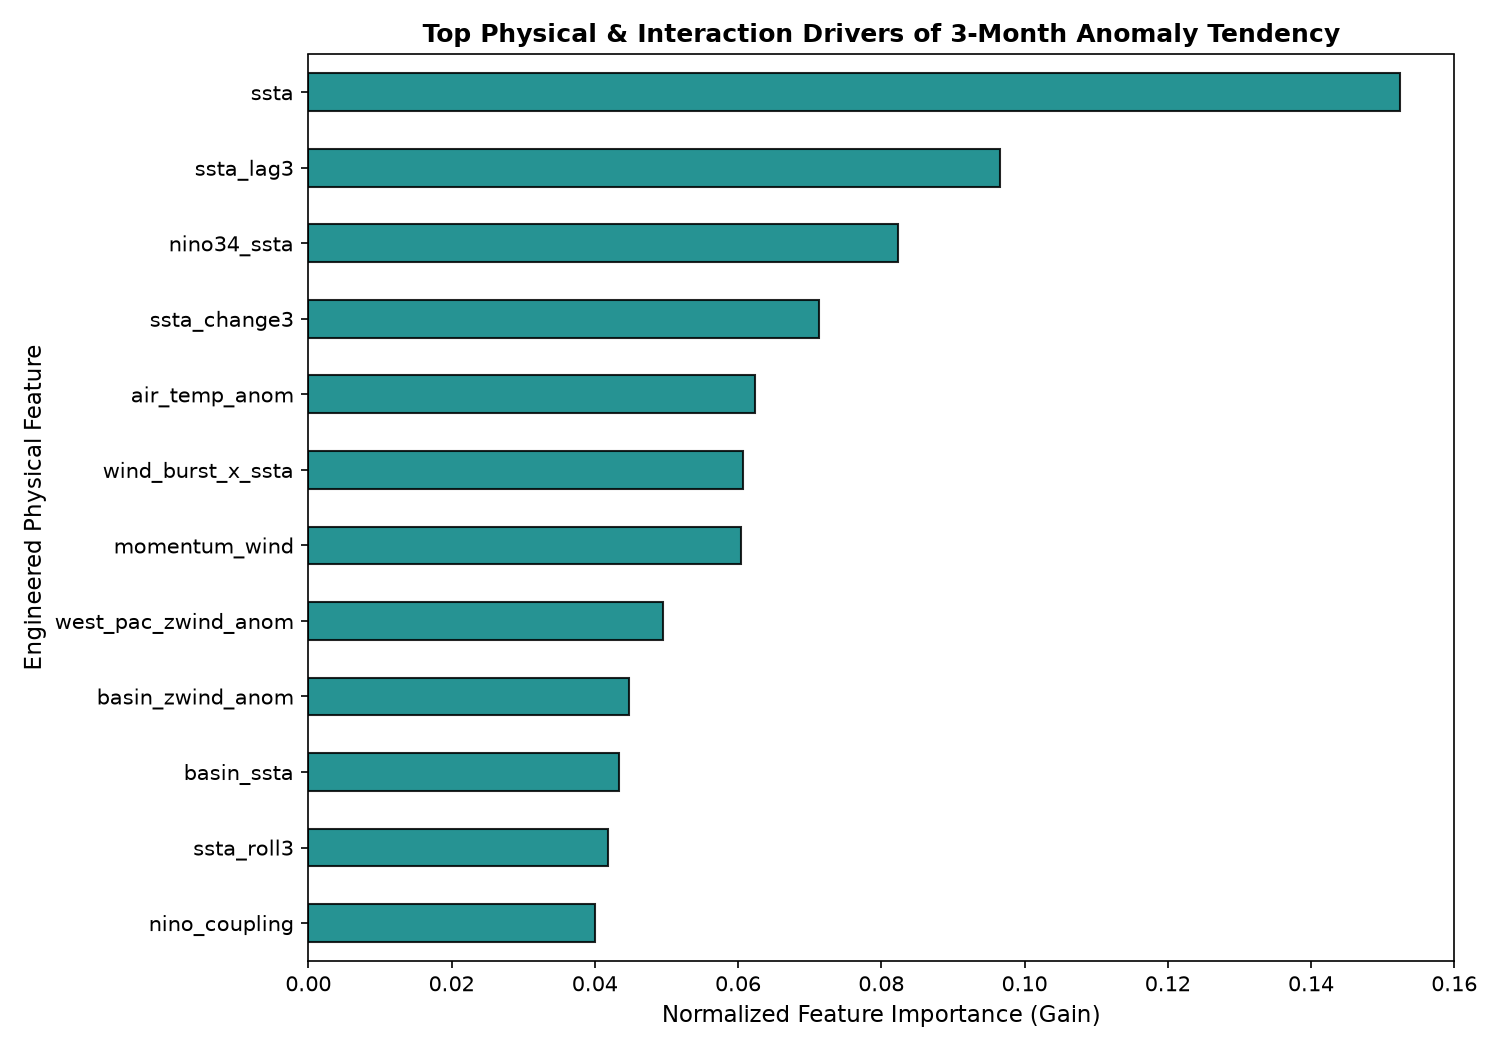 Top Physical & Interaction Drivers of 3-Month Anomaly Tendency
Engineered Physical Feature
ssta
ssta_lag3
nino34_ssta
ssta_change3
air_temp_anom
wind_burst_x_ssta
momentum_wind
west_pac_zwind_anom
basin_zwind_anom
basin_ssta
ssta_roll3
nino_coupling
0.00 0.02 0.04 0.06 0.08 0.10 0.12 0.14 0.16
Normalized Feature Importance (Gain)